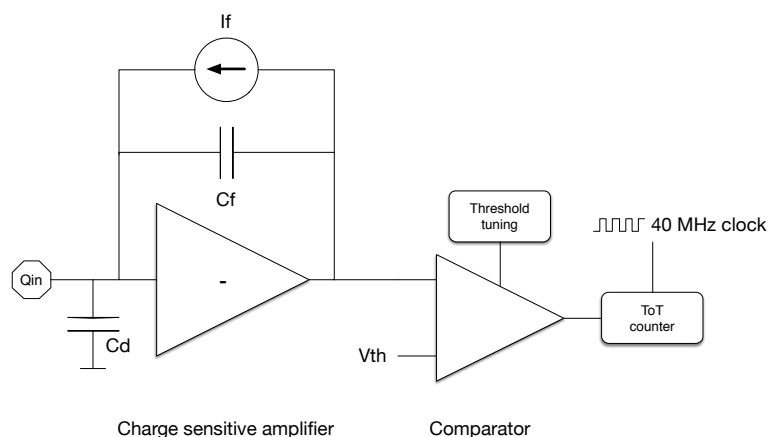 If
Cf
Threshold
tuning
40 MHz clock
Qin
-
ToT
counter
Cd
Vth
Charge sensitive amplifier
Comparator